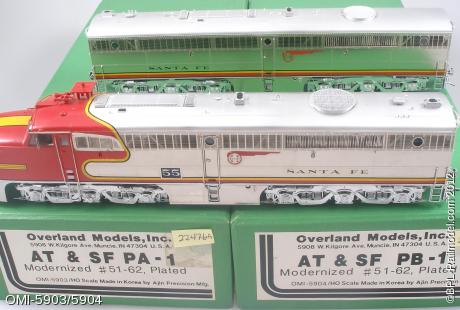 SANTA FE
55
SANTA FE
Overland Models, Inc.
5908 W. Kilgore Ave. Muncie, IN 47304 U.S.A.
AT & SF PA-1
Modernized #51-62, Plated
OMI-5903/HO Scale Made in Korea by Ajin Precision Mfg.
22476A
Overland Models, Inc.
5908 W. Kilgore Ave. Muncie, IN 47304 U.S.A.
AT & SF PB-1
Modernized #51-62, Plated
OMI-5904/HO Scale Made in Korea by Ajin Precision
OMI-5903/5904